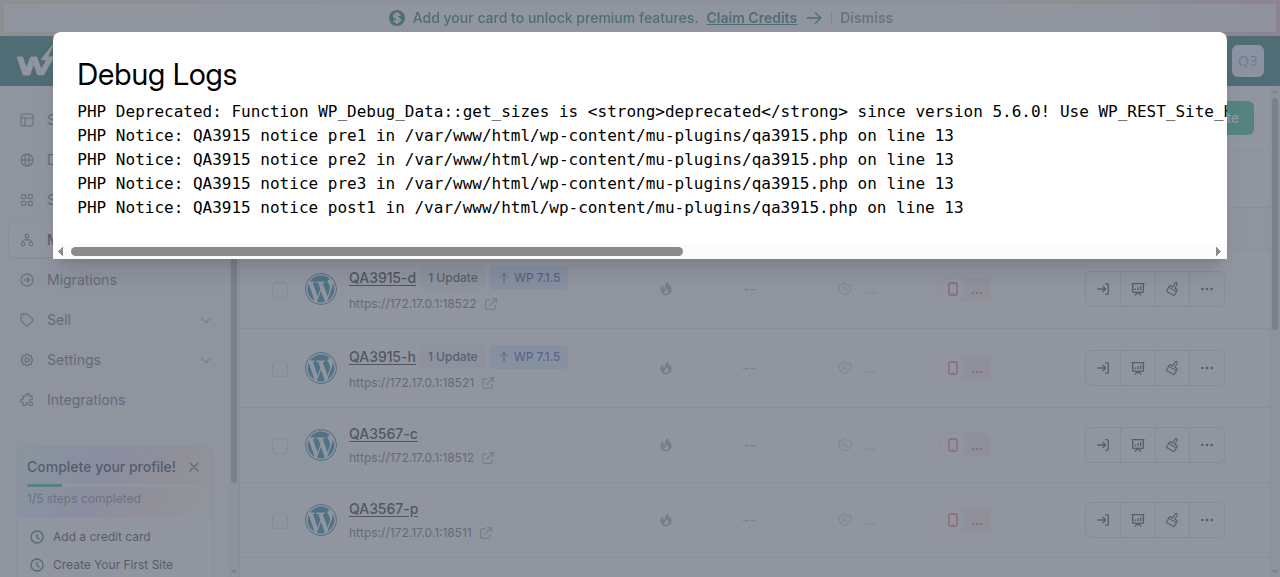 Add your card to unlock premium features. Claim Credits → Dismiss
Q3
Debug Logs
PHP Deprecated: Function WP_Debug_Data::get_sizes is <strong>deprecated</strong> since version 5.6.0! Use WP_REST_Site_
PHP Notice: QA3915 notice pre1 in /var/www/html/wp-content/mu-plugins/qa3915.php on line 13
PHP Notice: QA3915 notice pre2 in /var/www/html/wp-content/mu-plugins/qa3915.php on line 13
PHP Notice: QA3915 notice pre3 in /var/www/html/wp-content/mu-plugins/qa3915.php on line 13
PHP Notice: QA3915 notice post1 in /var/www/html/wp-content/mu-plugins/qa3915.php on line 13
Migrations
Sell
Settings
Integrations
Complete your profile!
1/5 steps completed
Add a credit card
Create Your First Site
QA3915-d 1 Update ↑ WP 7.1.5
https://172.17.0.1:18522
-- ... ...
QA3915-h 1 Update ↑ WP 7.1.5
https://172.17.0.1:18521
-- ... ...
QA3567-c
https://172.17.0.1:18512
-- ... ...
QA3567-p
https://172.17.0.1:18511
-- ... ...